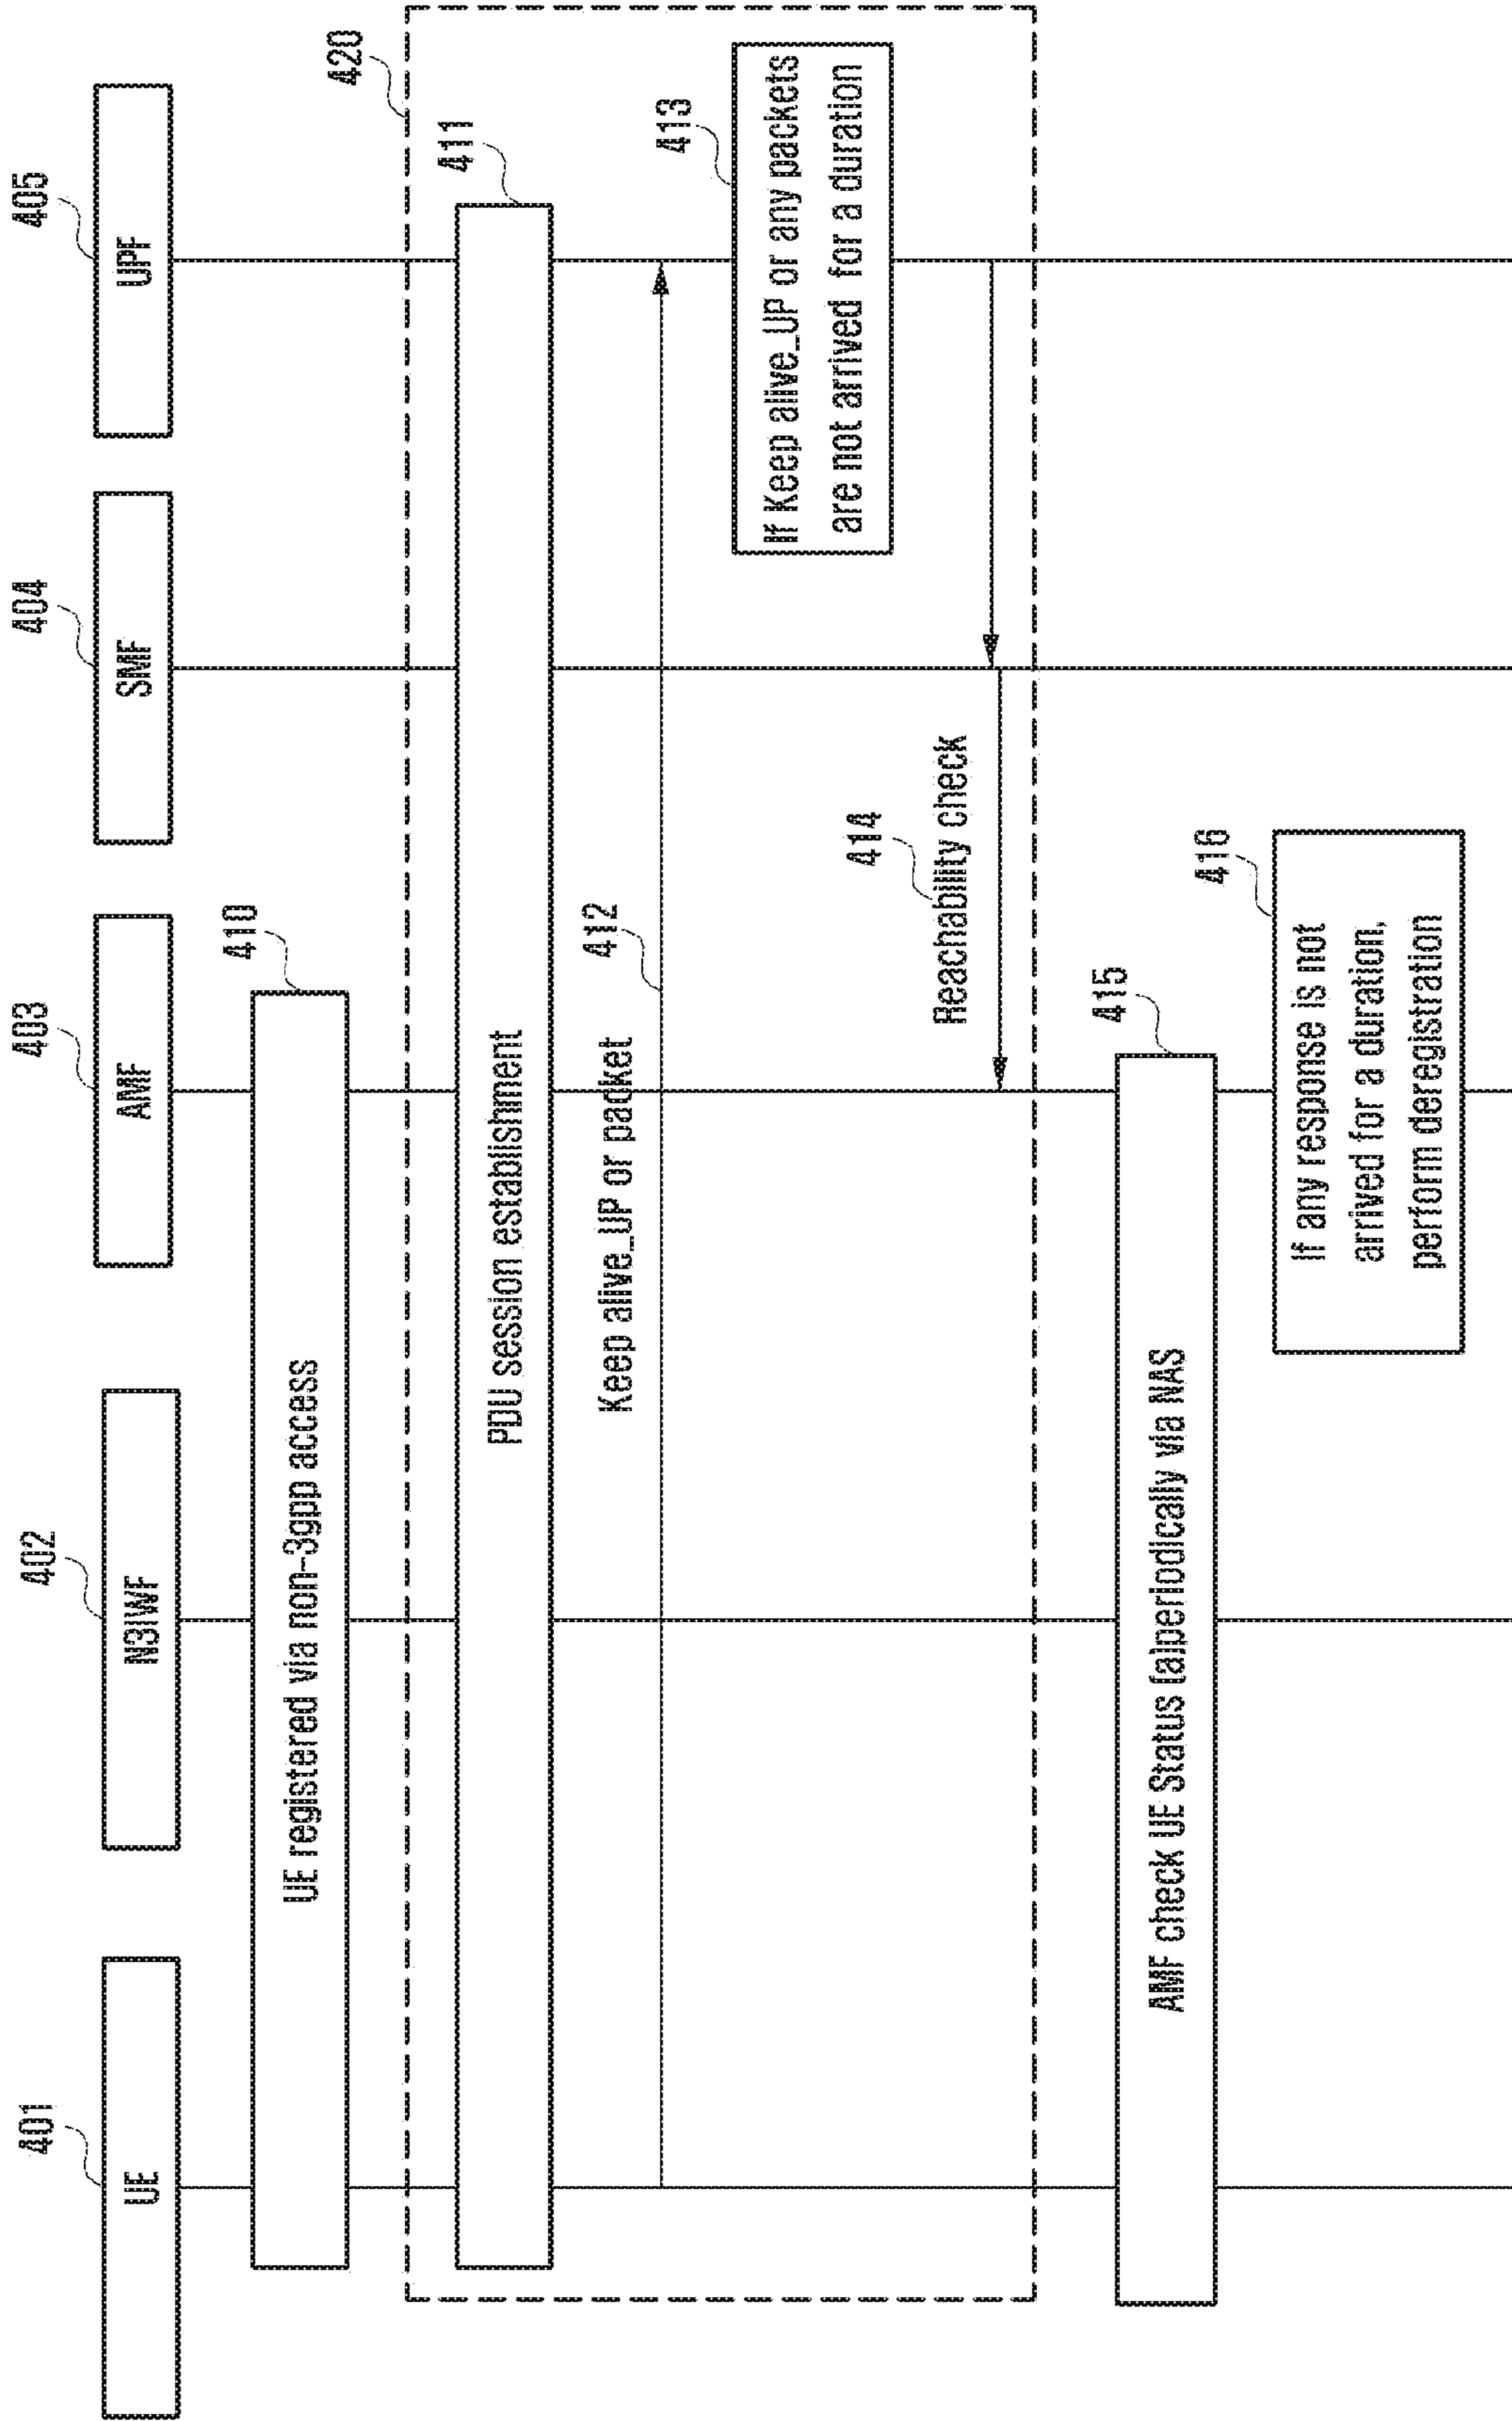 401
402
403
404
405
UE
N3IWF
AMF
SMF
UPF
410
UE registered via non-3gpp access
420
411
PDU session establishment
412
Keep alive_UP or packet
413
If Keep alive_UP or any packets
are not arrived for a duration
414
Reachability check
415
AMF check UE Status (a)periodically via NAS
416
If any response is not
arrived for a duration,
perform deregistration